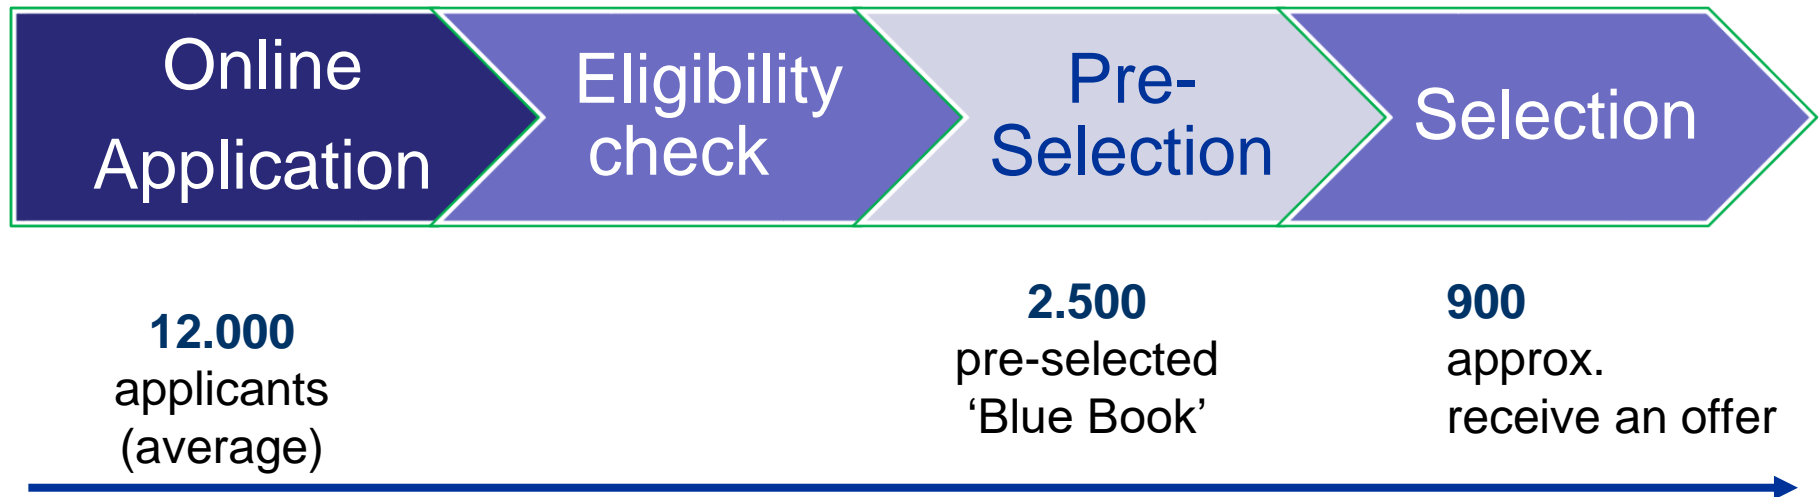 Online
Application
Eligibility
check
Pre-
Selection
Selection
12.000
applicants
(average)
2.500
pre-selected
‘Blue Book’
900
approx.
receive an offer